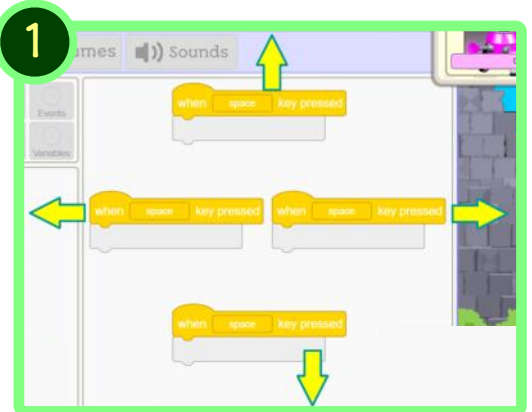 1
umes Sounds
Events
Variables
when space key pressed
when space key pressed
when space key pressed
when space key pressed